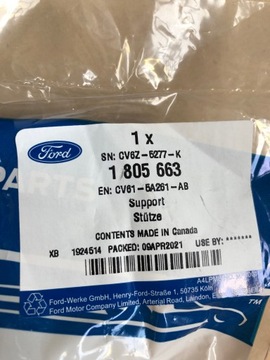 Ford
1 x
SN: CV6Z-5277-K
1 805 663
EN: CV61-5A261-AB
Support
Stütze
CONTENTS MADE IN Canada
XB 1924514 PACKED: 09APR2021 USE BY: *******
PARTS
Ford-Werke GmbH, Henry-Ford-Straße 1, 50735 Köln
Ford Motor Company Limited, Arterial Road, Laindon, Essex